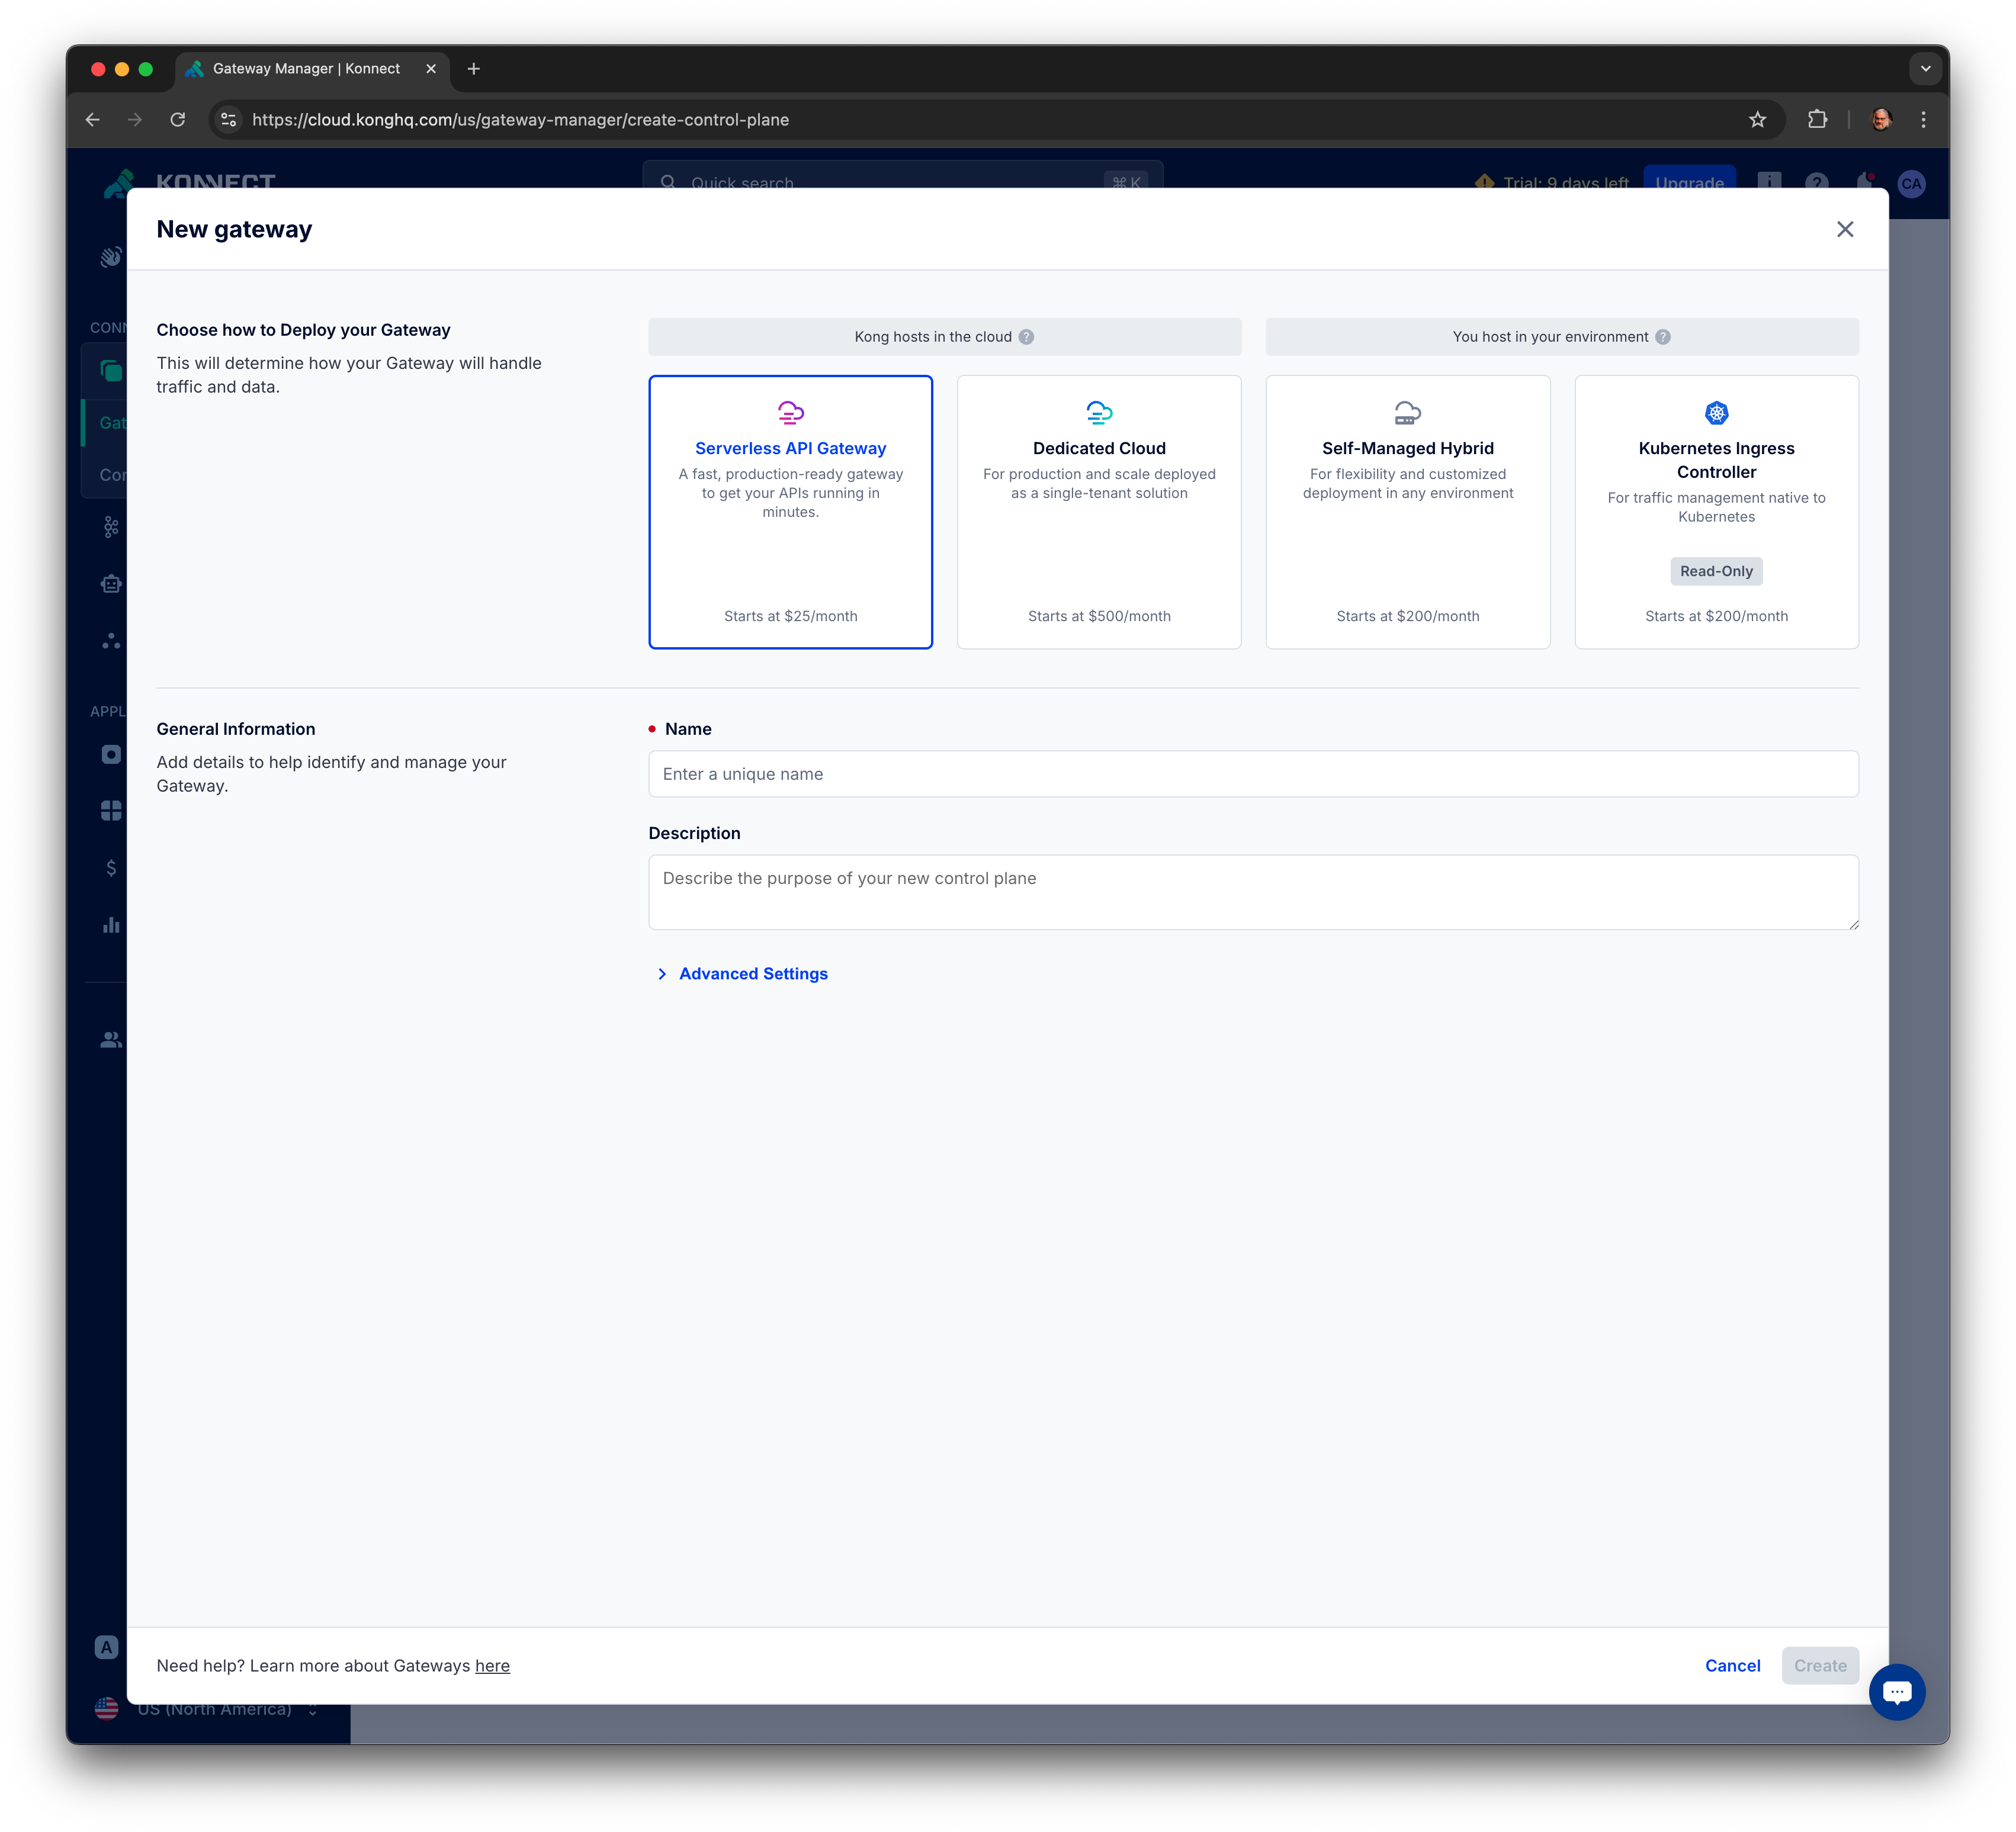 Gateway Manager | Konnect
https://cloud.konghq.com/us/gateway-manager/create-control-plane
KONNECT
Quick search
⌘ K
Trial: 9 days left
Upgrade
CA
New gateway
CONN
Gat
Con
APPL
Choose how to Deploy your Gateway
This will determine how your Gateway will handle
traffic and data.
Kong hosts in the cloud ?
You host in your environment ?
Serverless API Gateway
A fast, production-ready gateway
to get your APIs running in
minutes.
Starts at $25/month
Dedicated Cloud
For production and scale deployed
as a single-tenant solution
Starts at $500/month
Self-Managed Hybrid
For flexibility and customized
deployment in any environment
Starts at $200/month
Kubernetes Ingress
Controller
For traffic management native to
Kubernetes
Read-Only
Starts at $200/month
General Information
Add details to help identify and manage your
Gateway.
Name
Enter a unique name
Description
Describe the purpose of your new control plane
Advanced Settings
A
Need help? Learn more about Gateways here
Cancel
Create
US (North America)